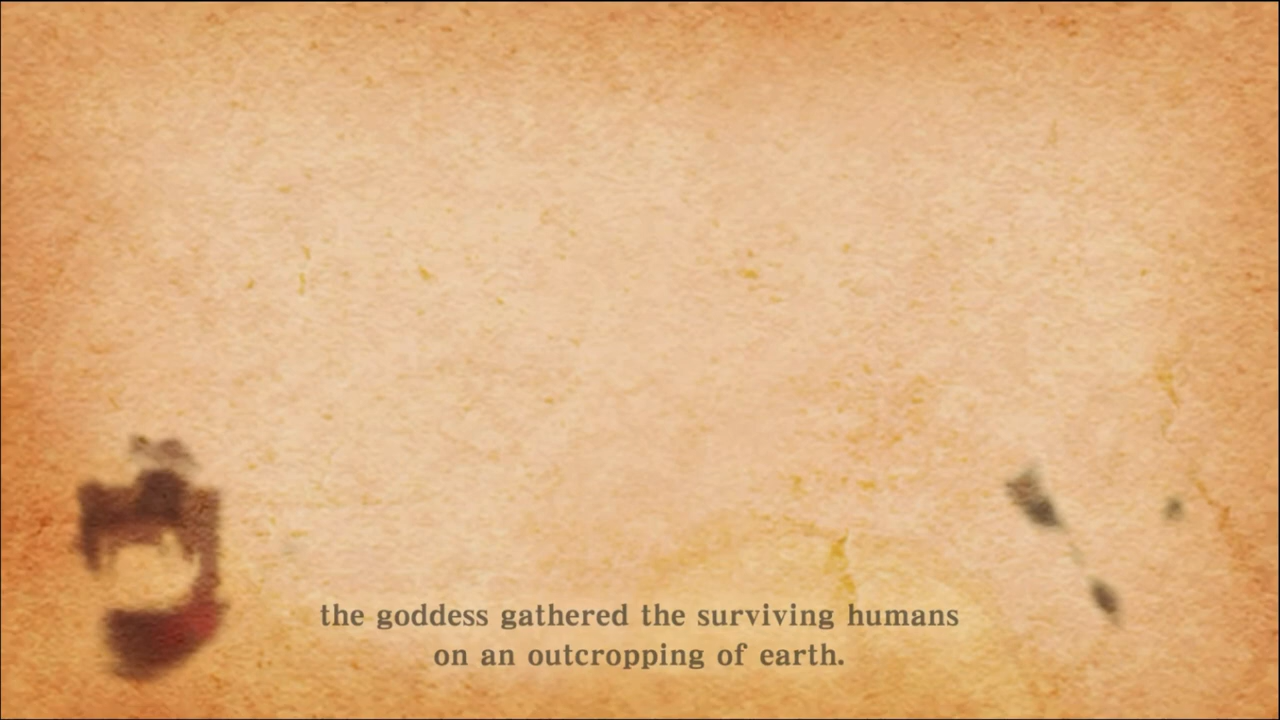 the goddess gathered the surviving humans
on an outcropping of earth.